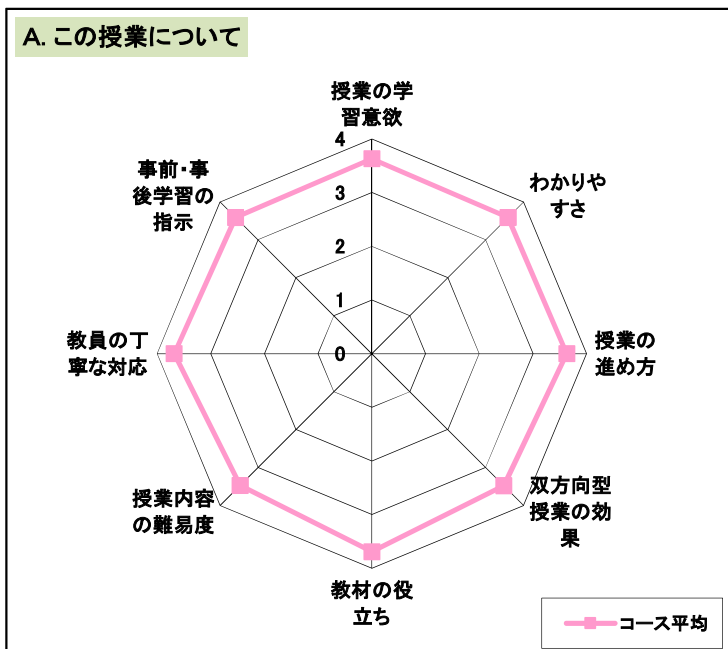 A. この授業について
授業の学
習意欲
4
事前・事
後学習の
指示
わかりや
すさ
3
2
1
教員の丁
寧な対応
0
授業の
進め方
授業内容
の難易度
双方向型
授業の効
果
教材の役
立ち
コース平均